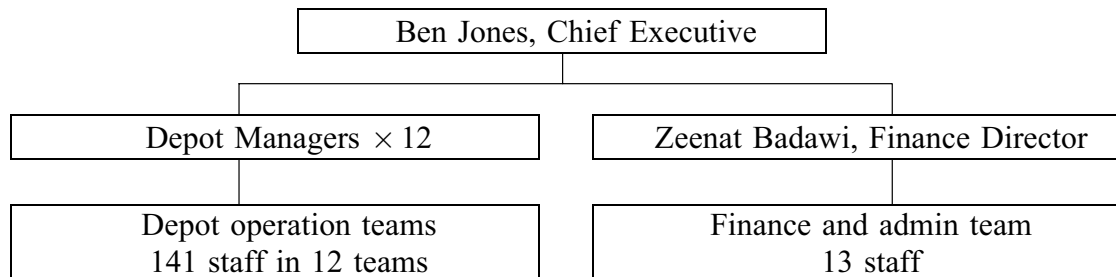 Ben Jones, Chief Executive
Depot Managers × 12
Zeenat Badawi, Finance Director
Depot operation teams
141 staff in 12 teams
Finance and admin team
13 staff